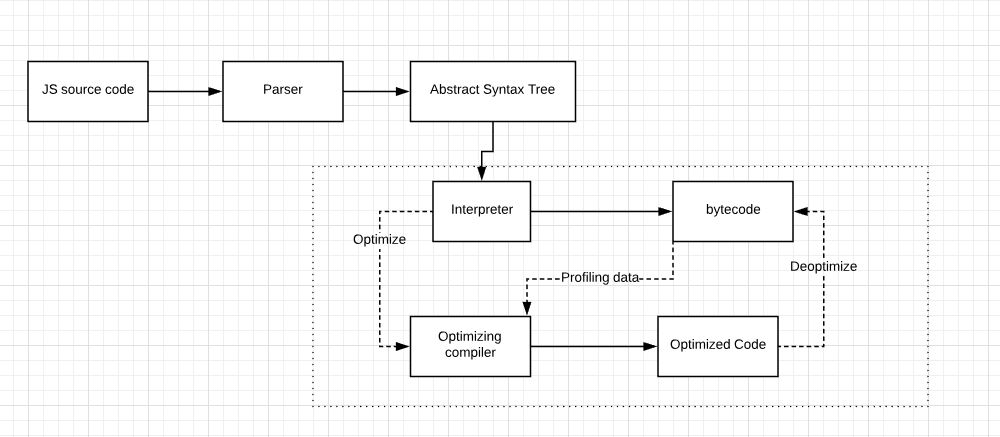 JS source code
Parser
Abstract Syntax Tree
Interpreter
bytecode
Optimize
Deoptimize
Profiling data
Optimizing
compiler
Optimized Code